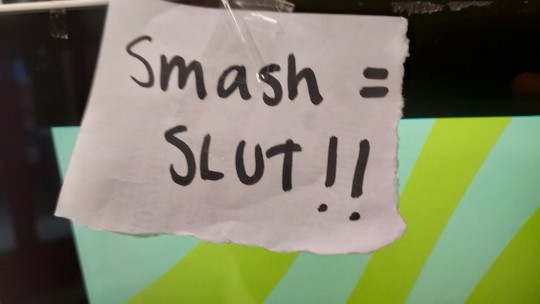 Smash =
SLUT!!